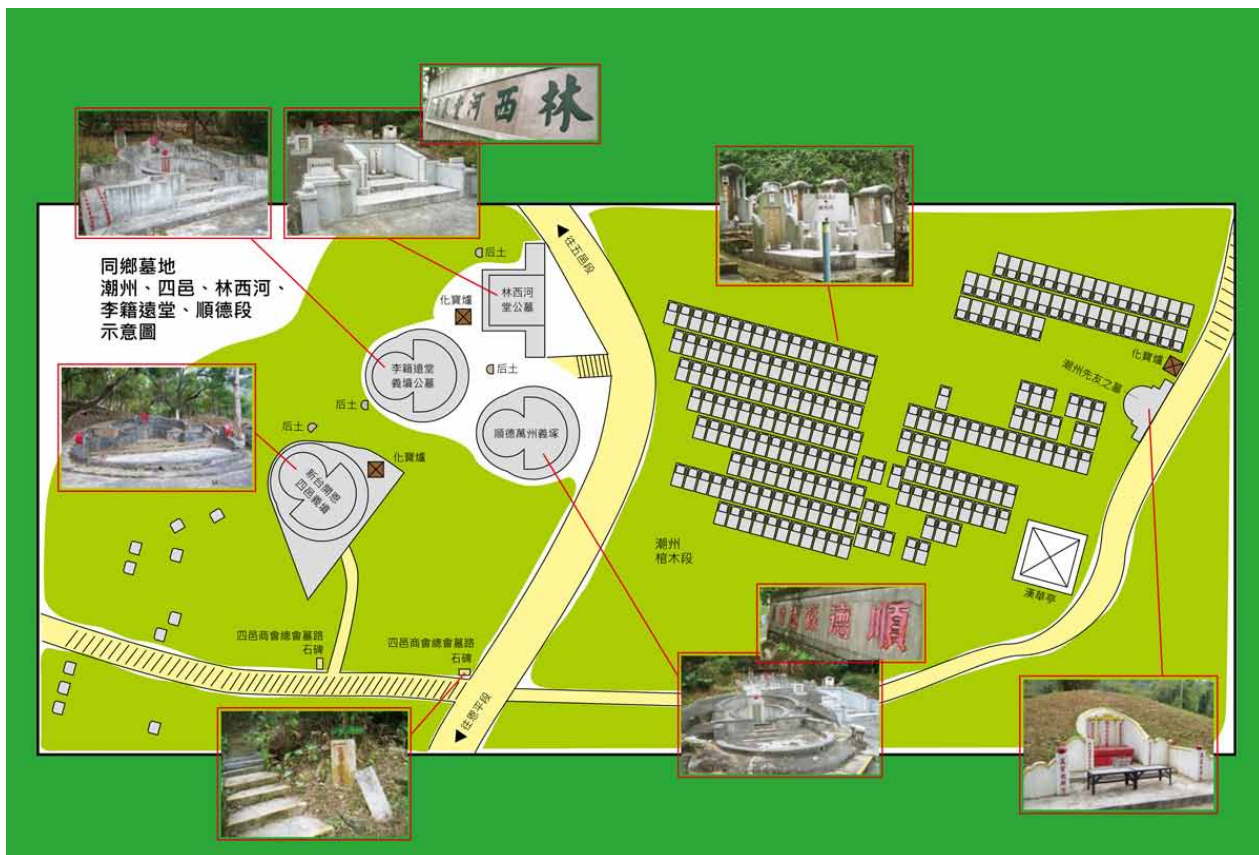 林西河堂
同鄉墓地
潮州、四邑、林西河、
李籍遠堂、順德段
示意圖
后土
往五邑段
化寶爐
林西河
堂公墓
李籍遠堂
義墳公墓
后土
后土
順德萬州義塚
后土
化寶爐
新台開恩
四邑義墳
化寶爐
潮州先友之墓
潮州
棺木段
漢華亭
四邑商會總會墓路
石碑
四邑商會總會墓路
石碑
往恩平段
順德